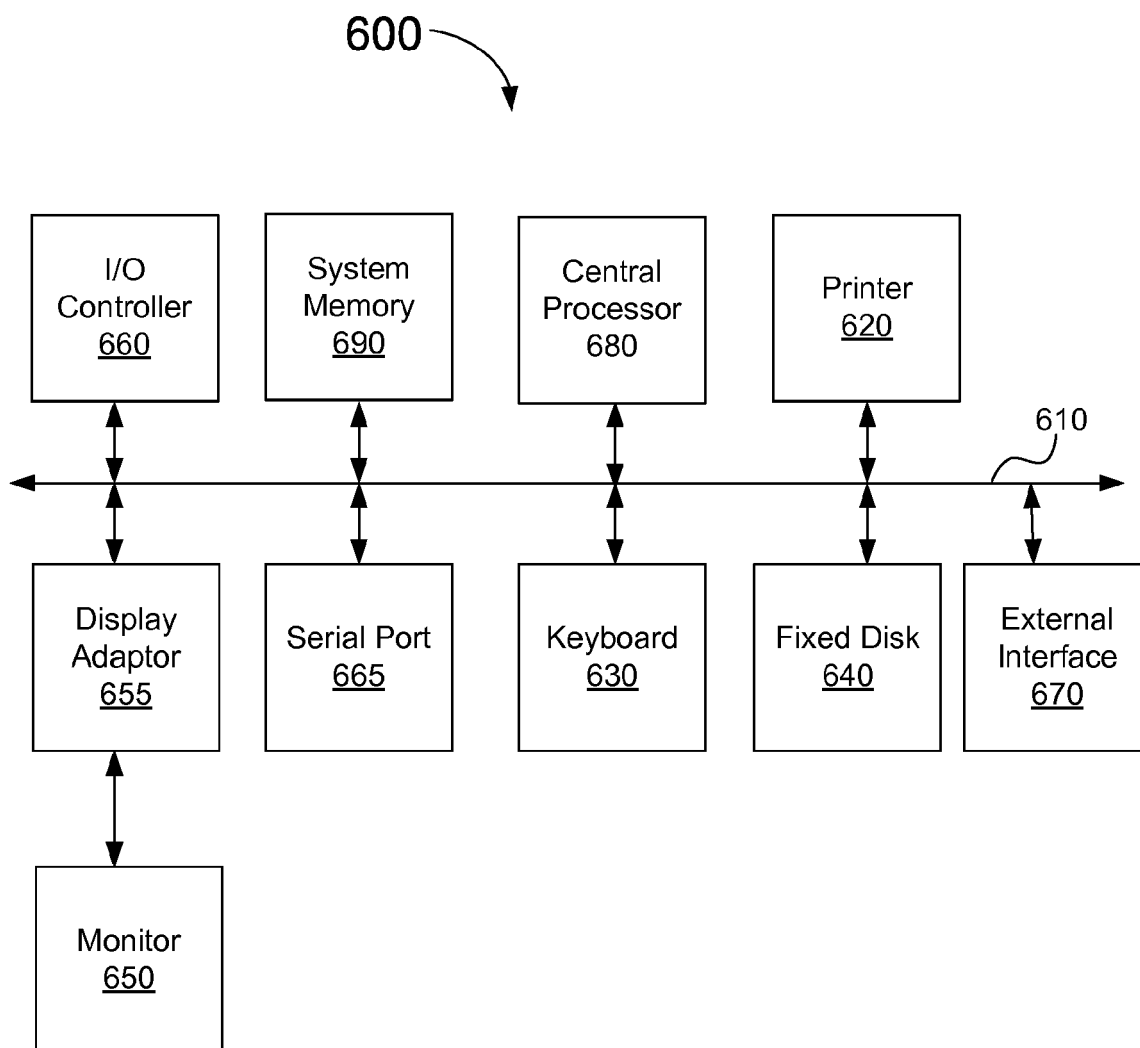 600
I/O
Controller
660
System
Memory
690
Central
Processor
680
Printer
620
610
Display
Adaptor
655
Serial Port
665
Keyboard
630
Fixed Disk
640
External
Interface
670
Monitor
650